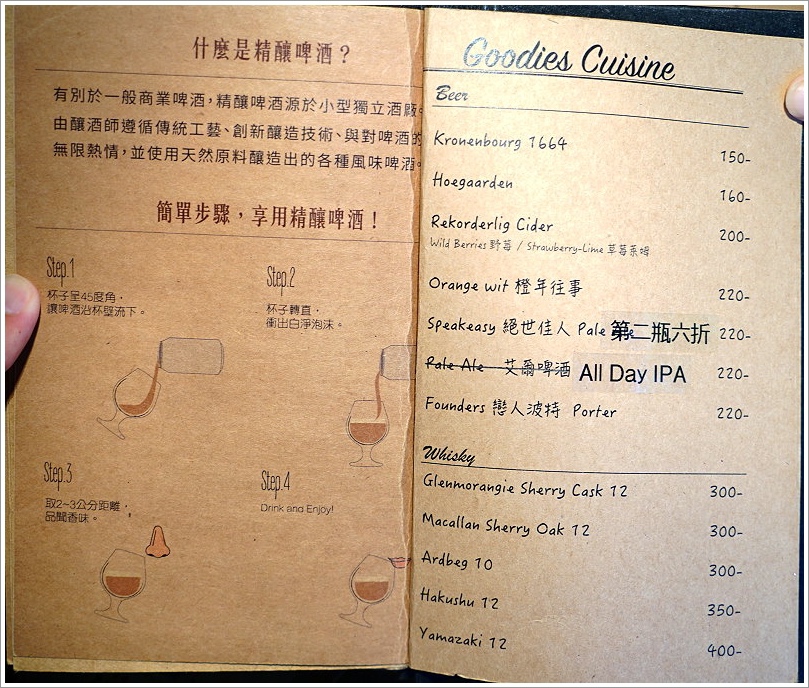 什麼是精釀啤酒？
有別於一般商業啤酒，精釀啤酒源於小型獨立酒廠。
由釀酒師遵循傳統工藝、創新釀造技術、與對啤酒的
無限熱情，並使用天然原料釀造出的各種風味啤酒。
簡單步驟，享用精釀啤酒！
Step.1
杯子呈45度角，
讓啤酒沿杯壁流下。
Step.2
杯子轉直，
衝出白淨泡沫。
Step.3
取2~3公分距離，
品聞香味。
Step.4
Drink and Enjoy!
Goodies Cuisine
Beer
Kronenbourg 1664 150-
Hoegaarden 160-
Rekorderlig Cider 200-
Wild Berries 野莓 / Strawberry-Lime 草莓萊姆
Orange wit 橙年往事 220-
Speakeasy 絕世佳人 Pale 第二瓶六折 220-
Pale Ale 艾爾啤酒 All Day IPA 220-
Founders 戀人波特 Porter 220-
Whisky
Glenmorangie Sherry Cask 12 300-
Macallan Sherry Oak 12 300-
Ardbeg 10 300-
Hakushu 12 350-
Yamazaki 12 400-